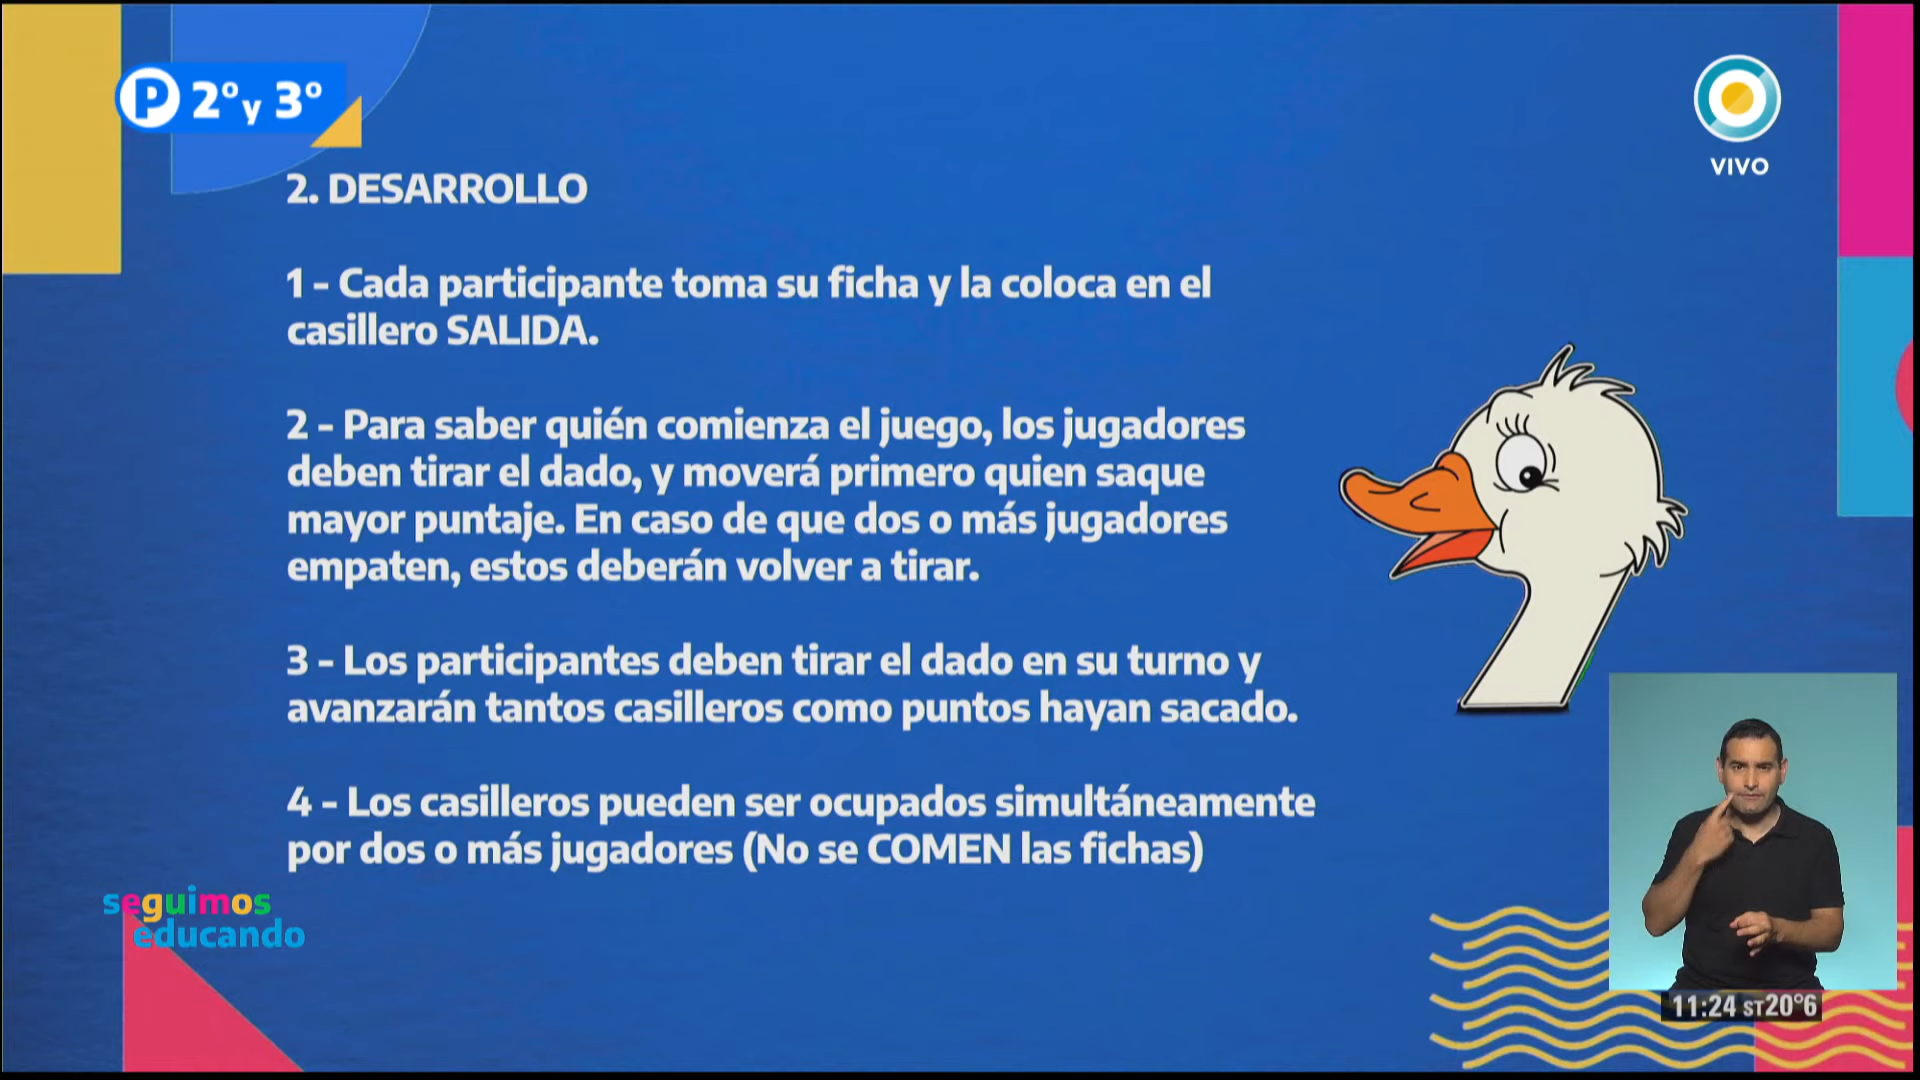 P 2º y 3º
VIVO
2. DESARROLLO
1 - Cada participante toma su ficha y la coloca en el
casillero SALIDA.
2 - Para saber quién comienza el juego, los jugadores
deben tirar el dado, y moverá primero quien saque
mayor puntaje. En caso de que dos o más jugadores
empaten, estos deberán volver a tirar.
3 - Los participantes deben tirar el dado en su turno y
avanzarán tantos casilleros como puntos hayan sacado.
4 - Los casilleros pueden ser ocupados simultáneamente
por dos o más jugadores (No se COMEN las fichas)
seguimos
educando
11:24 ST20°6